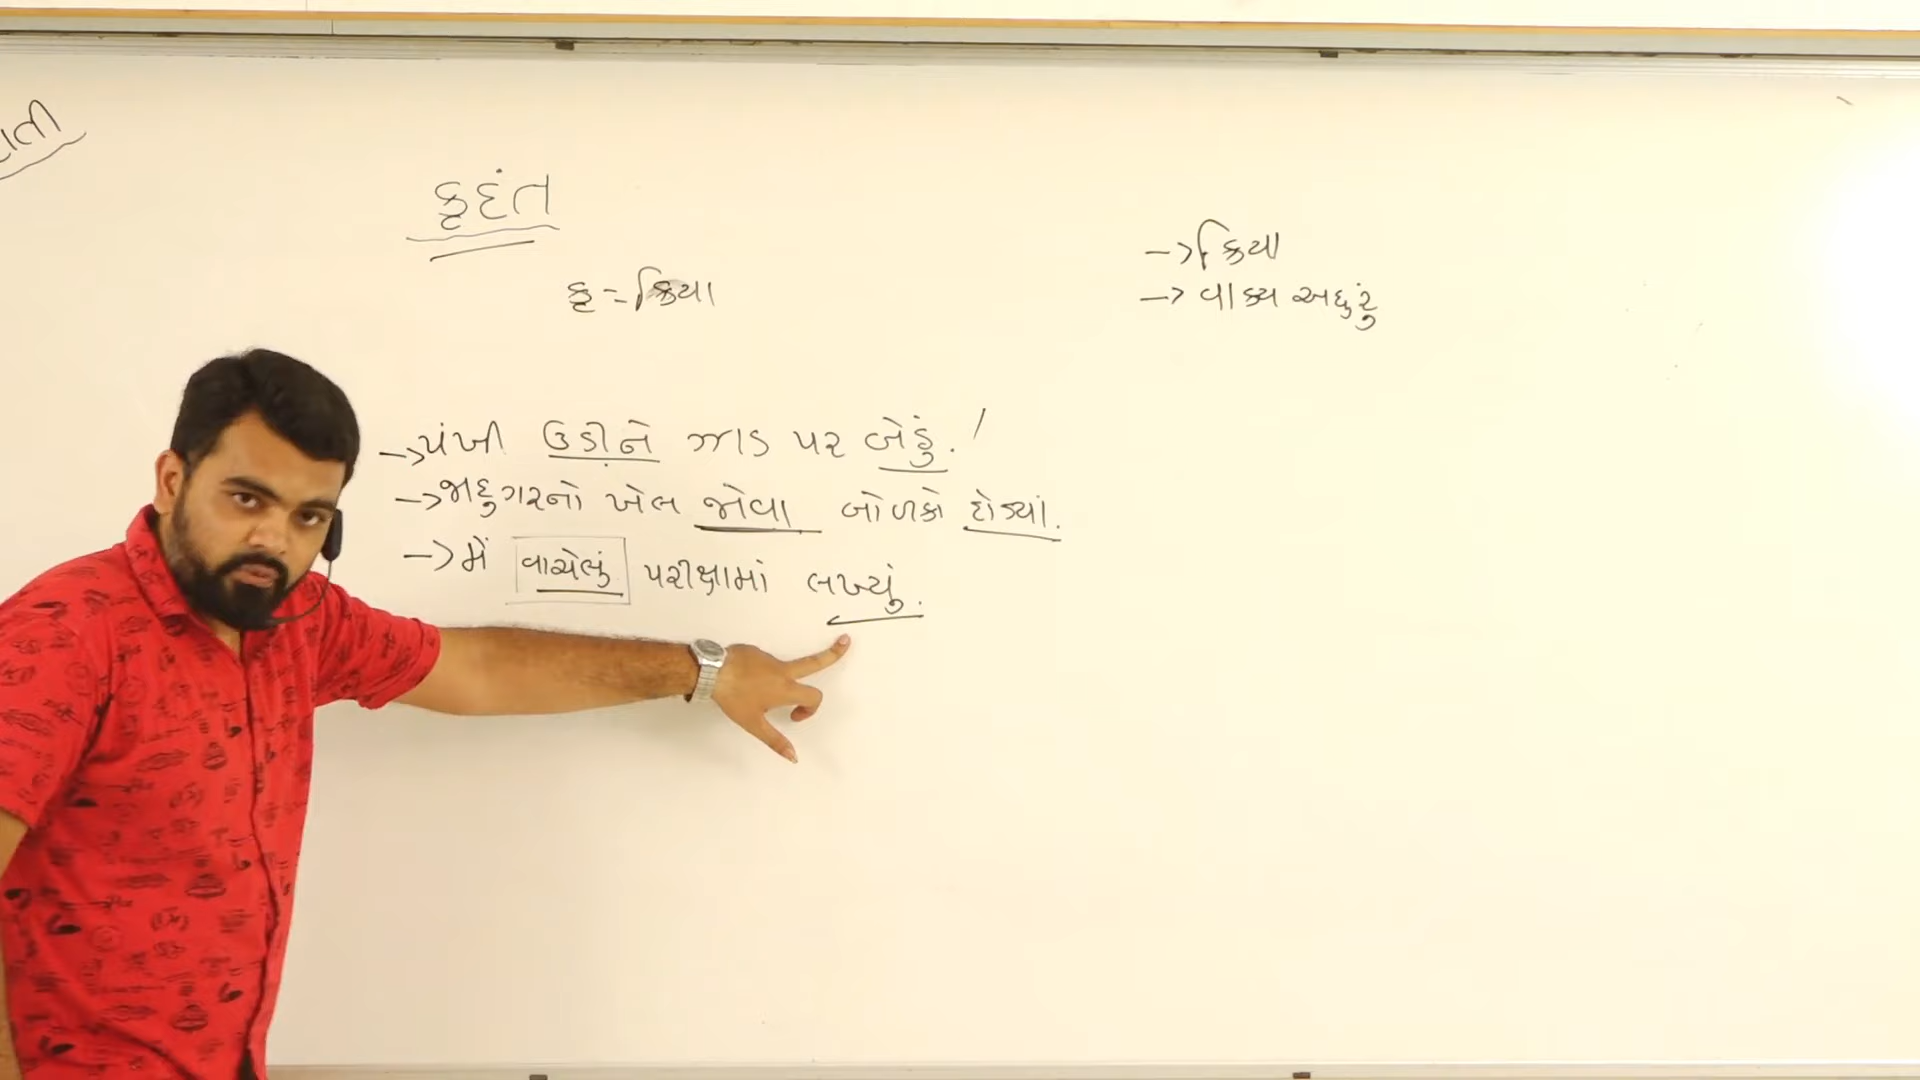 કૃદંત
કૃ = ક્રિયા
→ ક્રિયા
→ વાક્ય અધુરું
→ પંખી ઉડીને ઝાડ પર બેઠું. /
→ જાદુગરનો ખેલ જોવા બાળકો દોડ્યાં.
→ મેં વાચેલું પરીક્ષામાં લખ્યું.